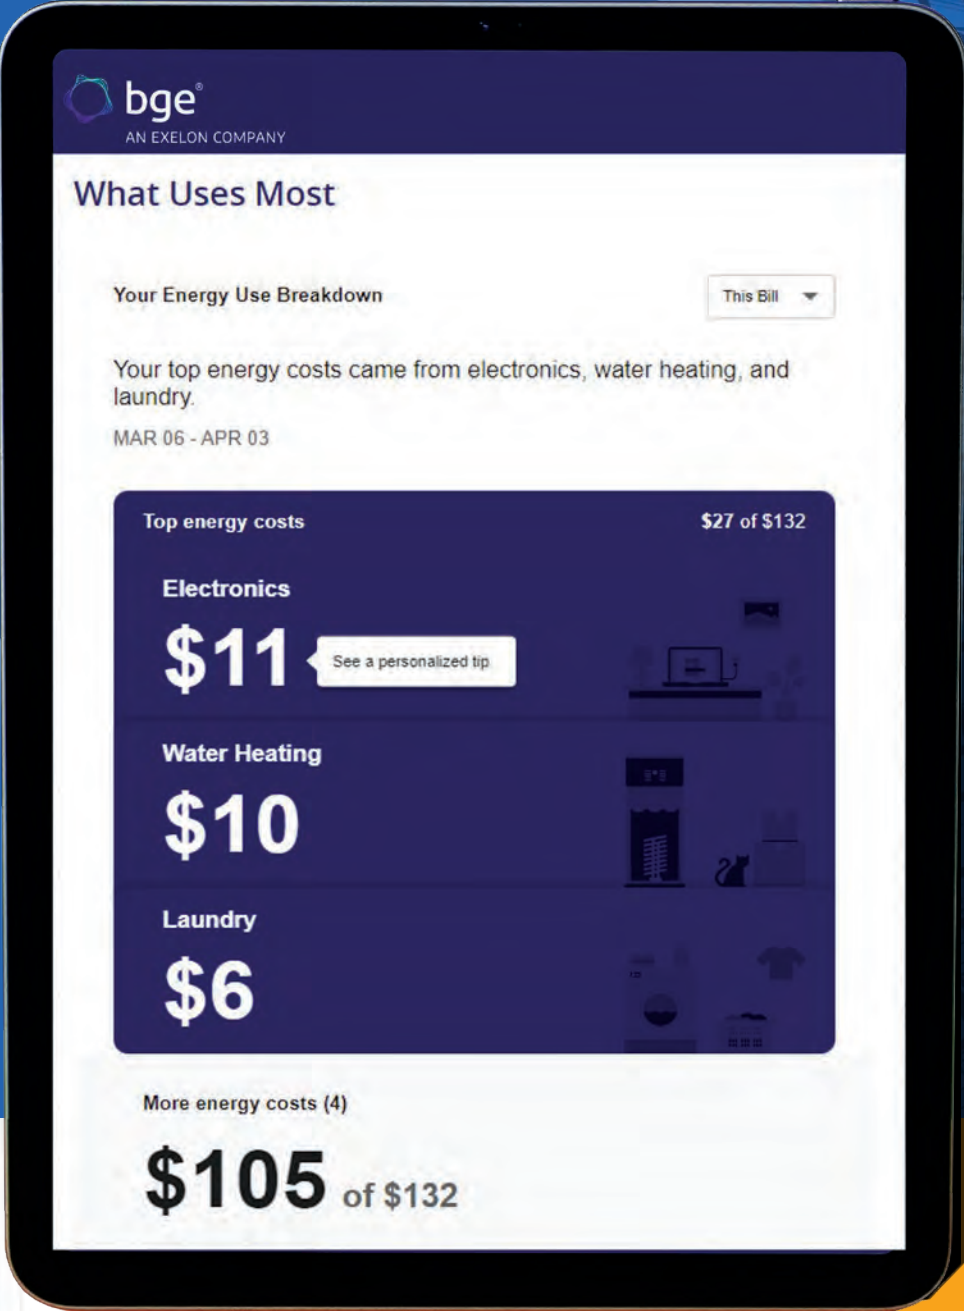 bge®
AN EXELON COMPANY
What Uses Most
Your Energy Use Breakdown
This Bill
Your top energy costs came from electronics, water heating, and
laundry.
MAR 06 - APR 03
Top energy costs
$27 of $132
Electronics
$11
See a personalized tip
Water Heating
$10
Laundry
$6
More energy costs (4)
$105 of $132